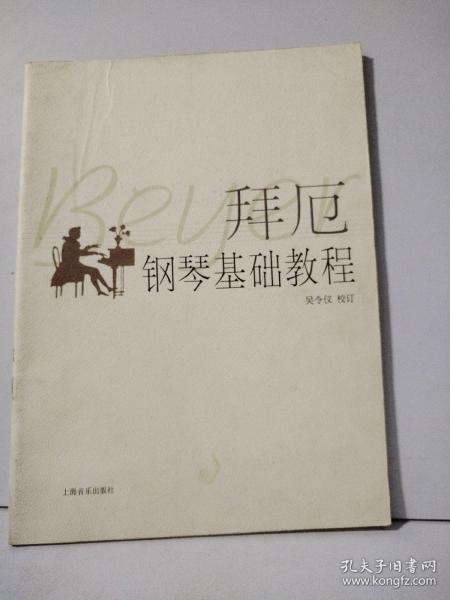 Beyer
拜厄
钢琴基础教程
吴令仪 校订
上海音乐出版社
孔夫子旧书网
www.kongfz.com